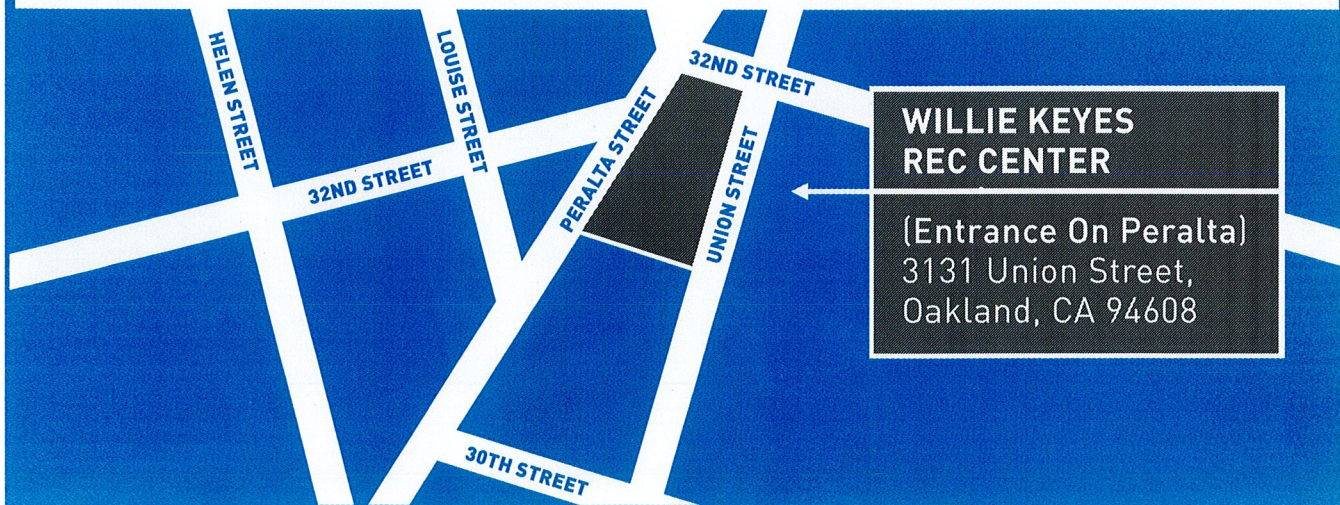 HELEN STREET
LOUISE STREET
32ND STREET
32ND STREET
PERALTA STREET
UNION STREET
30TH STREET
WILLIE KEYES
REC CENTER
(Entrance On Peralta)
3131 Union Street,
Oakland, CA 94608